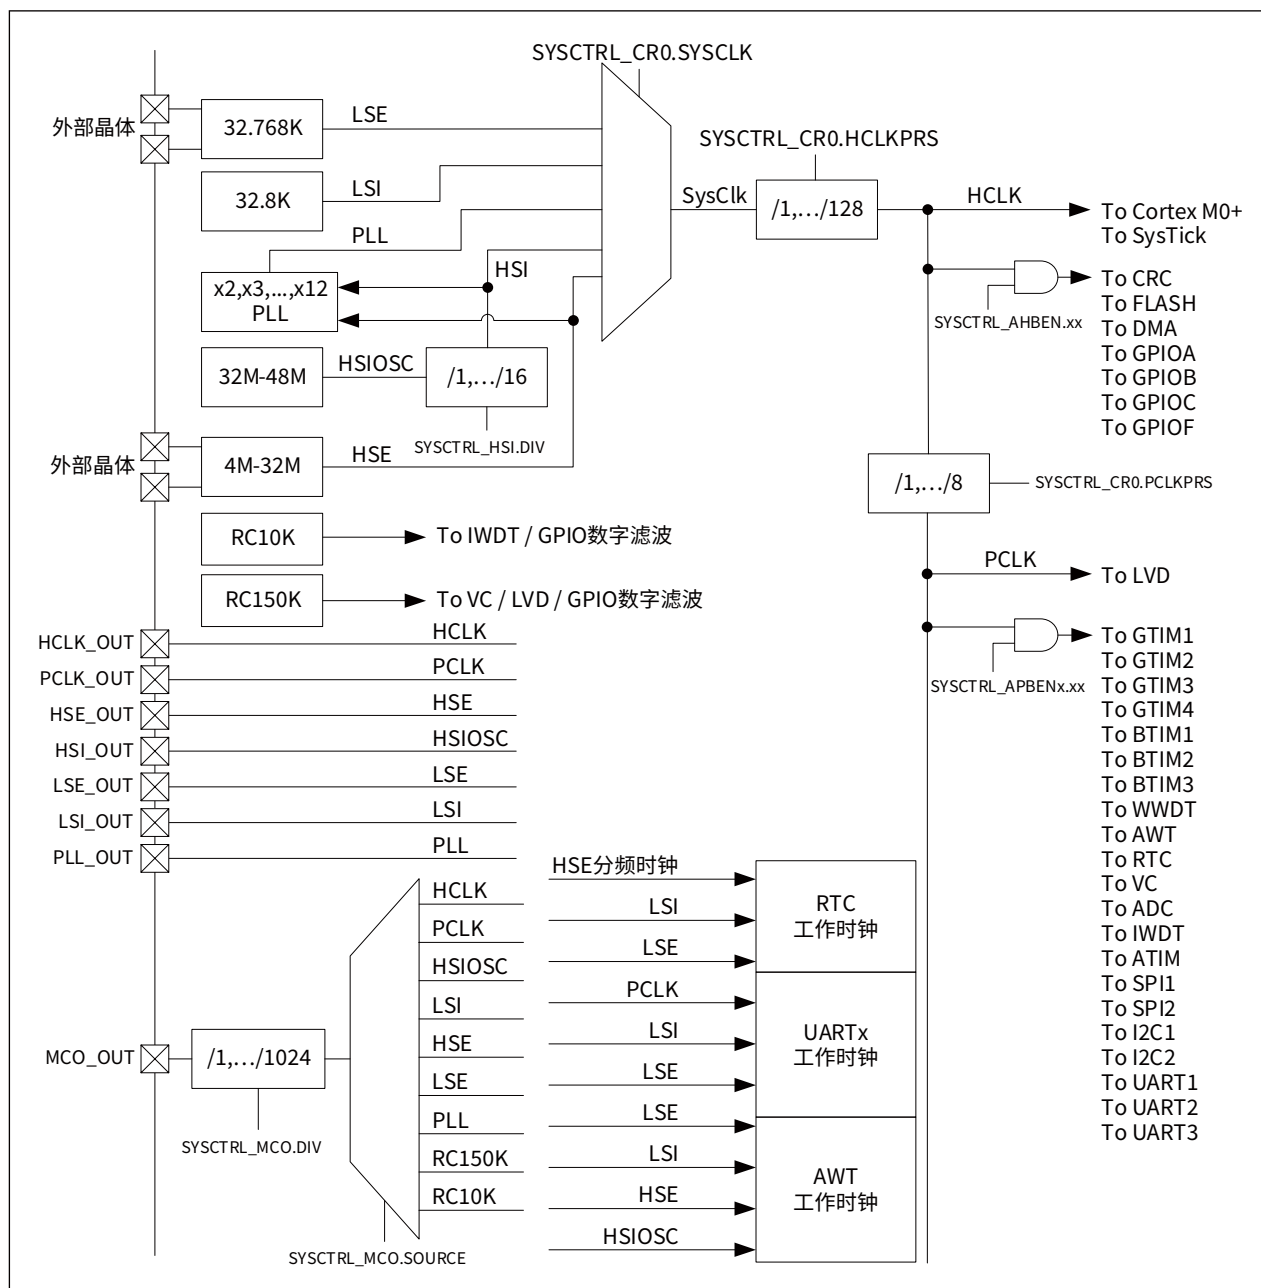 SYSCTRL_CR0.SYSCLK
外部晶体
32.768K
LSE
SYSCTRL_CR0.HCLKPRS
32.8K
LSI
SysClk
/1,…/128
HCLK
To Cortex M0+
To SysTick
PLL
HSI
x2,x3,...,x12
PLL
SYSCTRL_AHBEN.xx
To CRC
To FLASH
To DMA
To GPIOA
To GPIOB
To GPIOC
To GPIOF
32M-48M
HSIOSC
/1,…/16
SYSCTRL_HSI.DIV
外部晶体
4M-32M
HSE
/1,…/8
SYSCTRL_CR0.PCLKPRS
RC10K
To IWDT / GPIO数字滤波
RC150K
To VC / LVD / GPIO数字滤波
PCLK
To LVD
HCLK_OUT
HCLK
PCLK_OUT
PCLK
HSE_OUT
HSE
HSI_OUT
HSIOSC
LSE_OUT
LSE
LSI_OUT
LSI
PLL_OUT
PLL
SYSCTRL_APBENx.xx
To GTIM1
To GTIM2
To GTIM3
To GTIM4
To BTIM1
To BTIM2
To BTIM3
To WWDT
To AWT
To RTC
To VC
To ADC
To IWDT
To ATIM
To SPI1
To SPI2
To I2C1
To I2C2
To UART1
To UART2
To UART3
MCO_OUT
/1,…/1024
SYSCTRL_MCO.DIV
HCLK
PCLK
HSIOSC
LSI
HSE
LSE
PLL
RC150K
RC10K
SYSCTRL_MCO.SOURCE
HSE分频时钟
LSI
LSE
RTC
工作时钟
PCLK
LSI
LSE
UARTx
工作时钟
LSE
LSI
HSE
HSIOSC
AWT
工作时钟